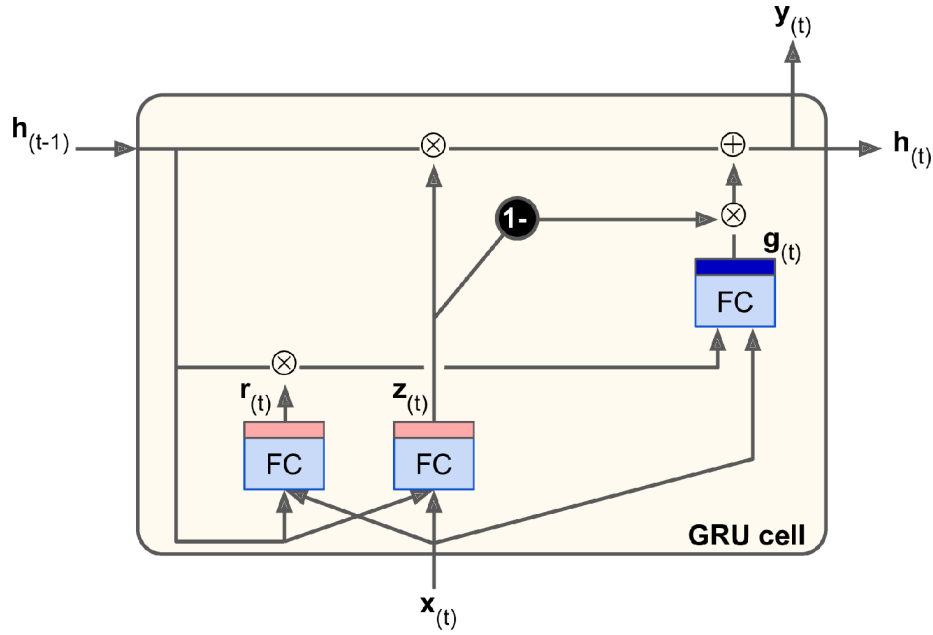 y(t)
h(t-1)
h(t)
1-
g(t)
FC
r(t)
z(t)
FC
FC
GRU cell
x(t)